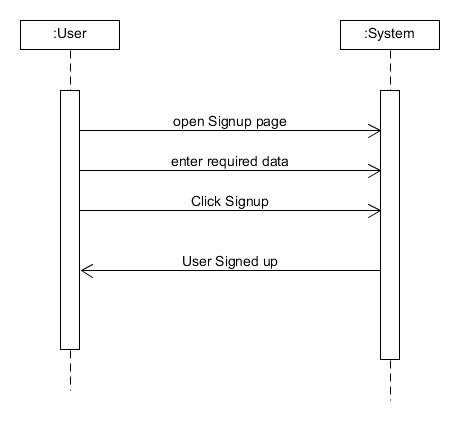 :User
:System
open Signup page
enter required data
Click Signup
User Signed up